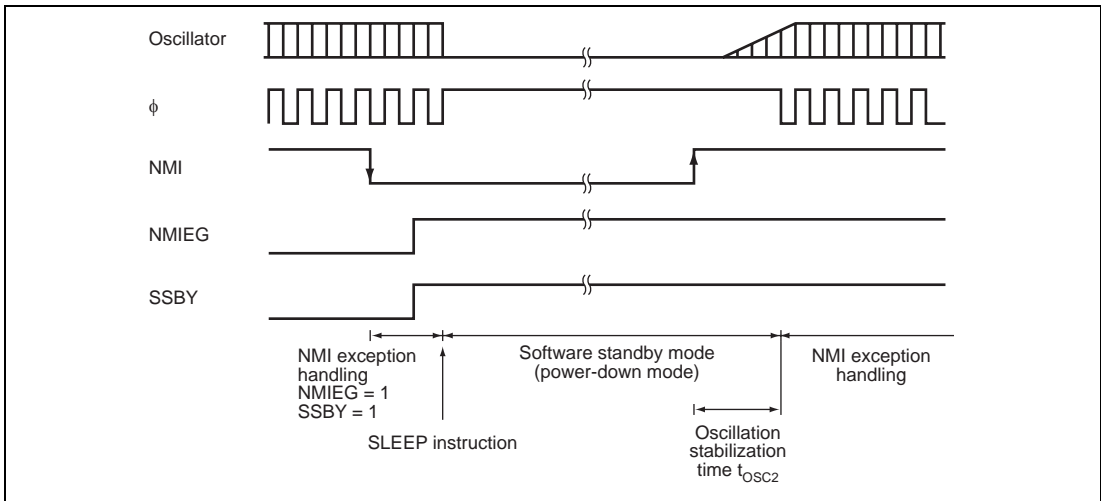 Oscillator
ϕ
NMI
NMIEG
SSBY
NMI exception
handling
NMIEG = 1
SSBY = 1
Software standby mode
(power-down mode)
NMI exception
handling
SLEEP instruction
Oscillation
stabilization
time tOSC2